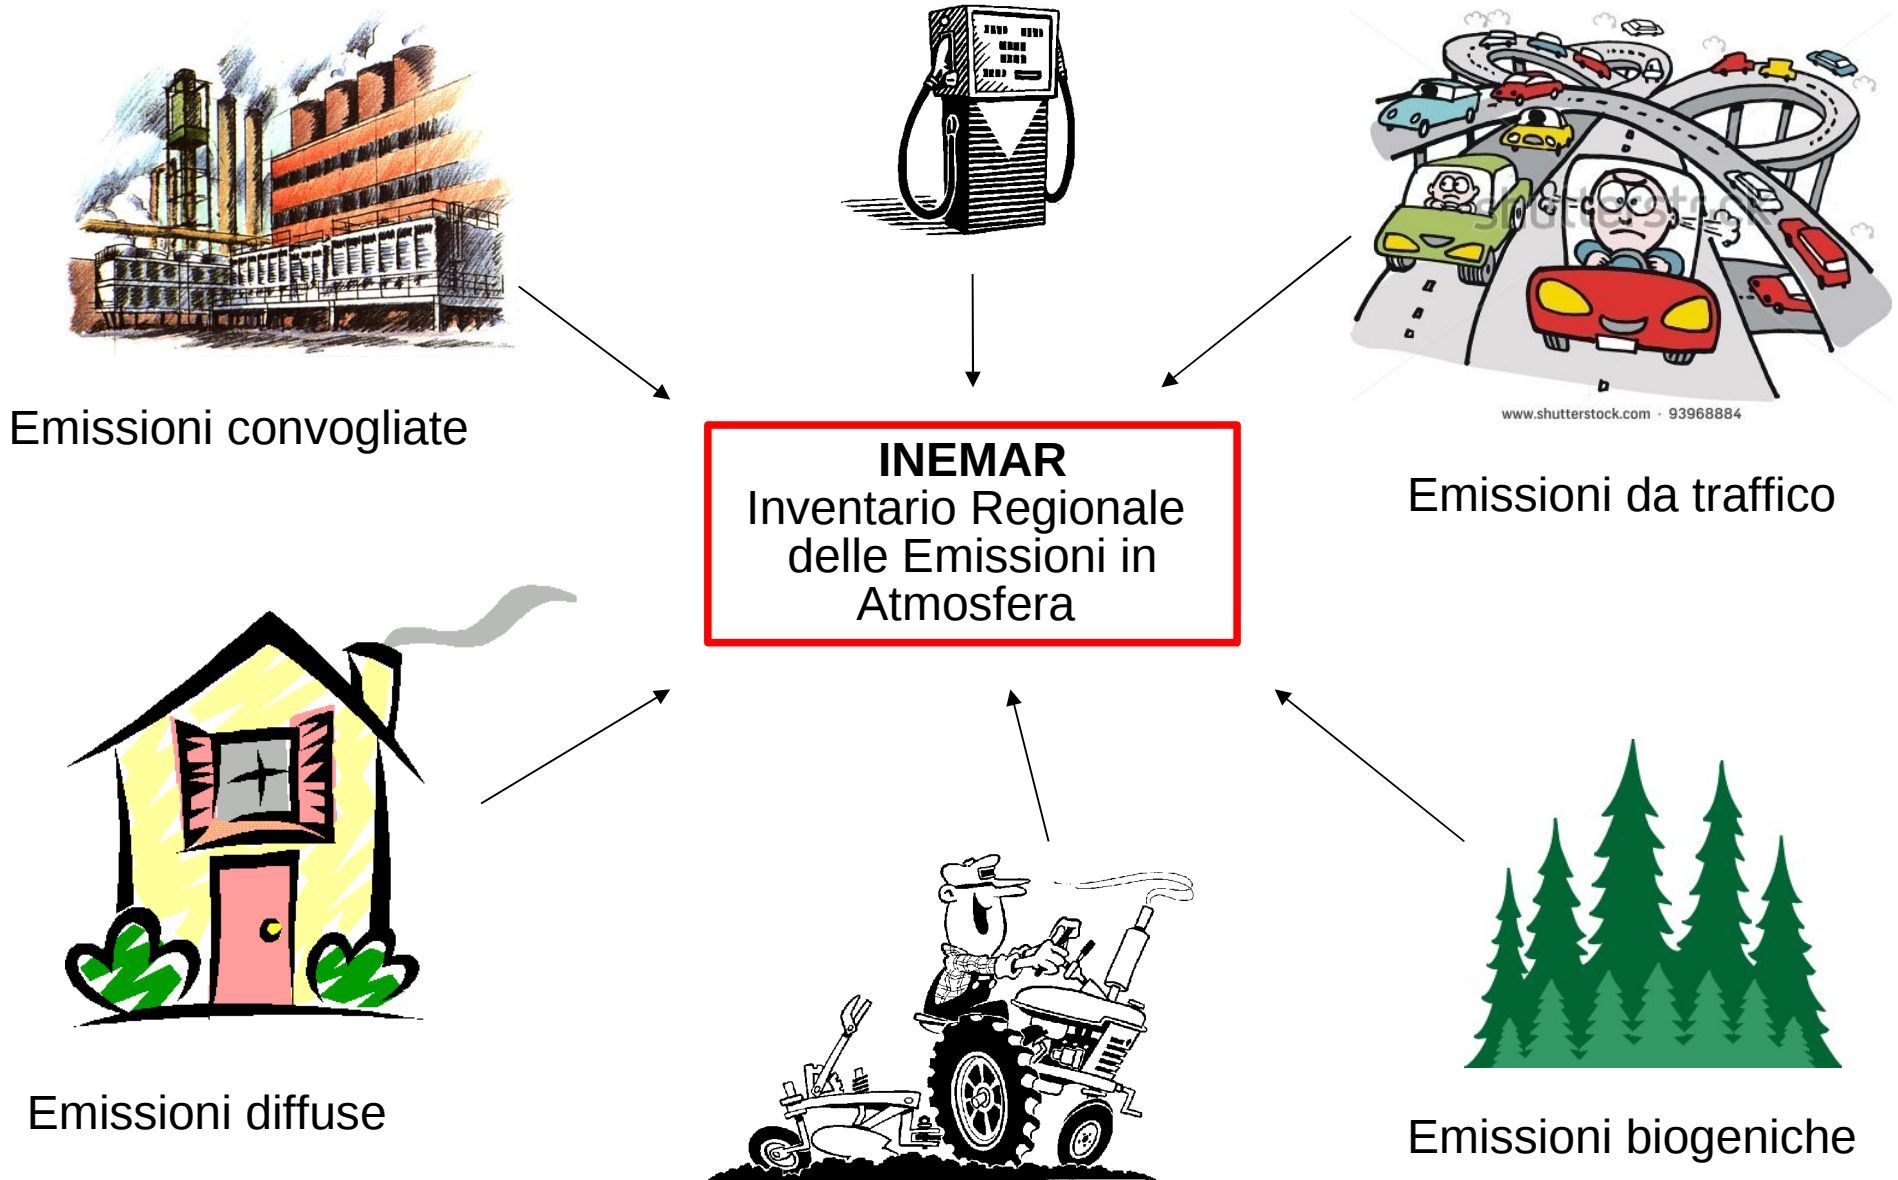 Emissioni convogliate
shutterstock
www.shutterstock.com · 93968884
INEMAR
Inventario Regionale
delle Emissioni in
Atmosfera
Emissioni da traffico
Emissioni diffuse
Emissioni biogeniche